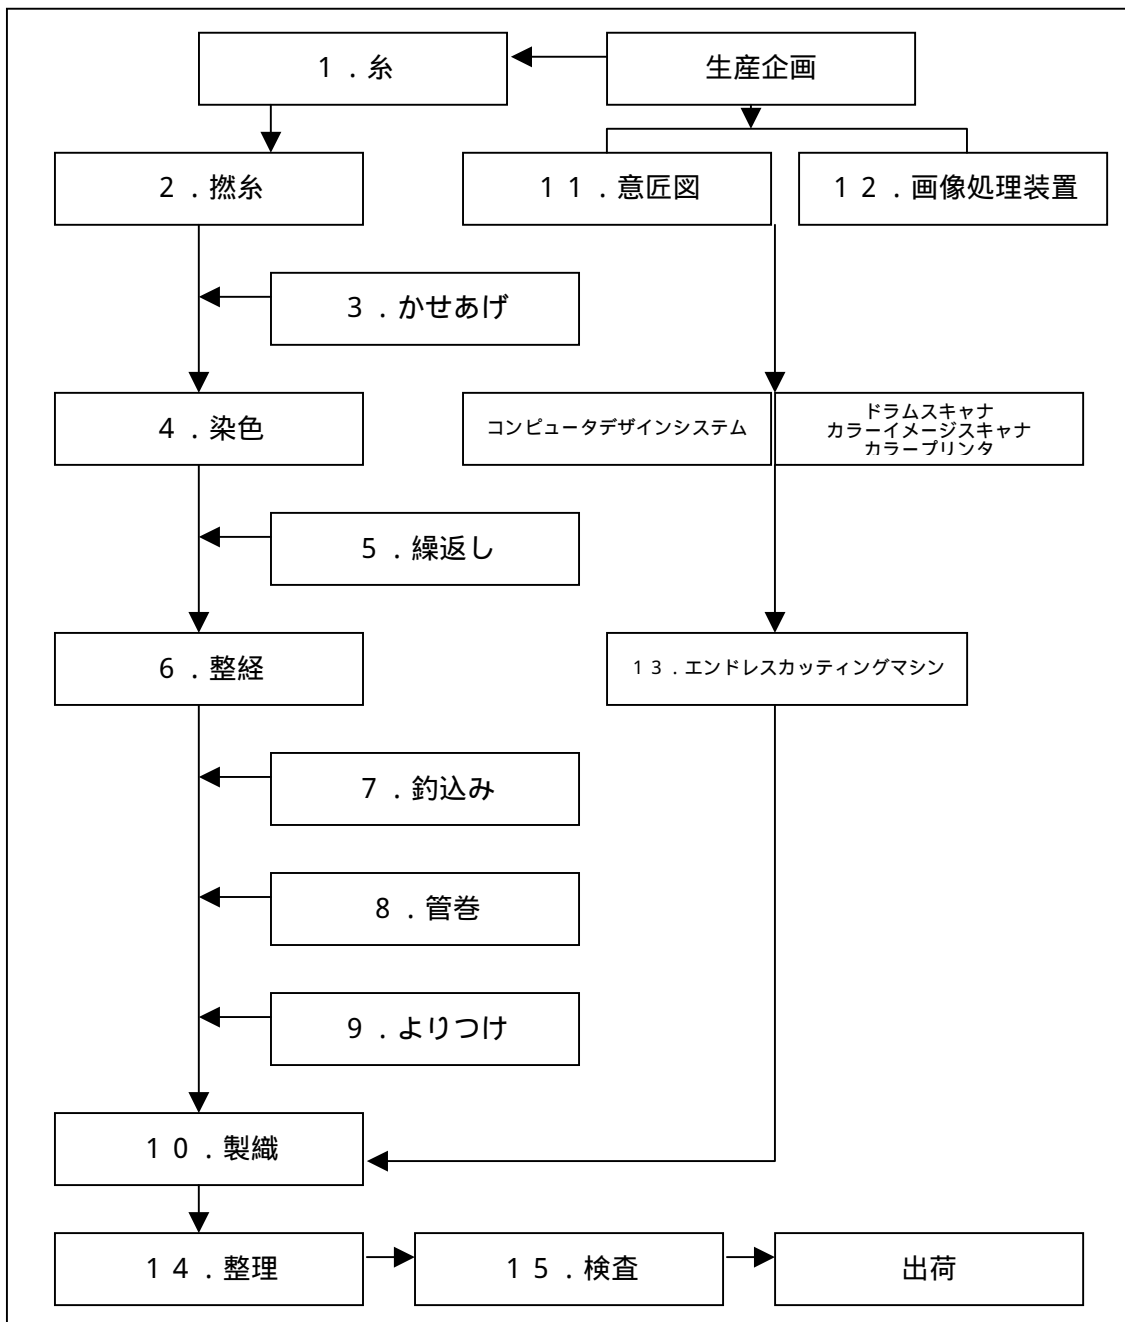 １．糸
生産企画
２．撚糸
１１．意匠図
１２．画像処理装置
３．かせあげ
４．染色
コンピュータデザインシステム
ドラムスキャナ
カラーイメージスキャナ
カラープリンタ
５．繰返し
６．整経
１３．エンドレスカッティングマシン
７．釣込み
８．管巻
９．よりつけ
１０．製織
１４．整理
１５．検査
出荷